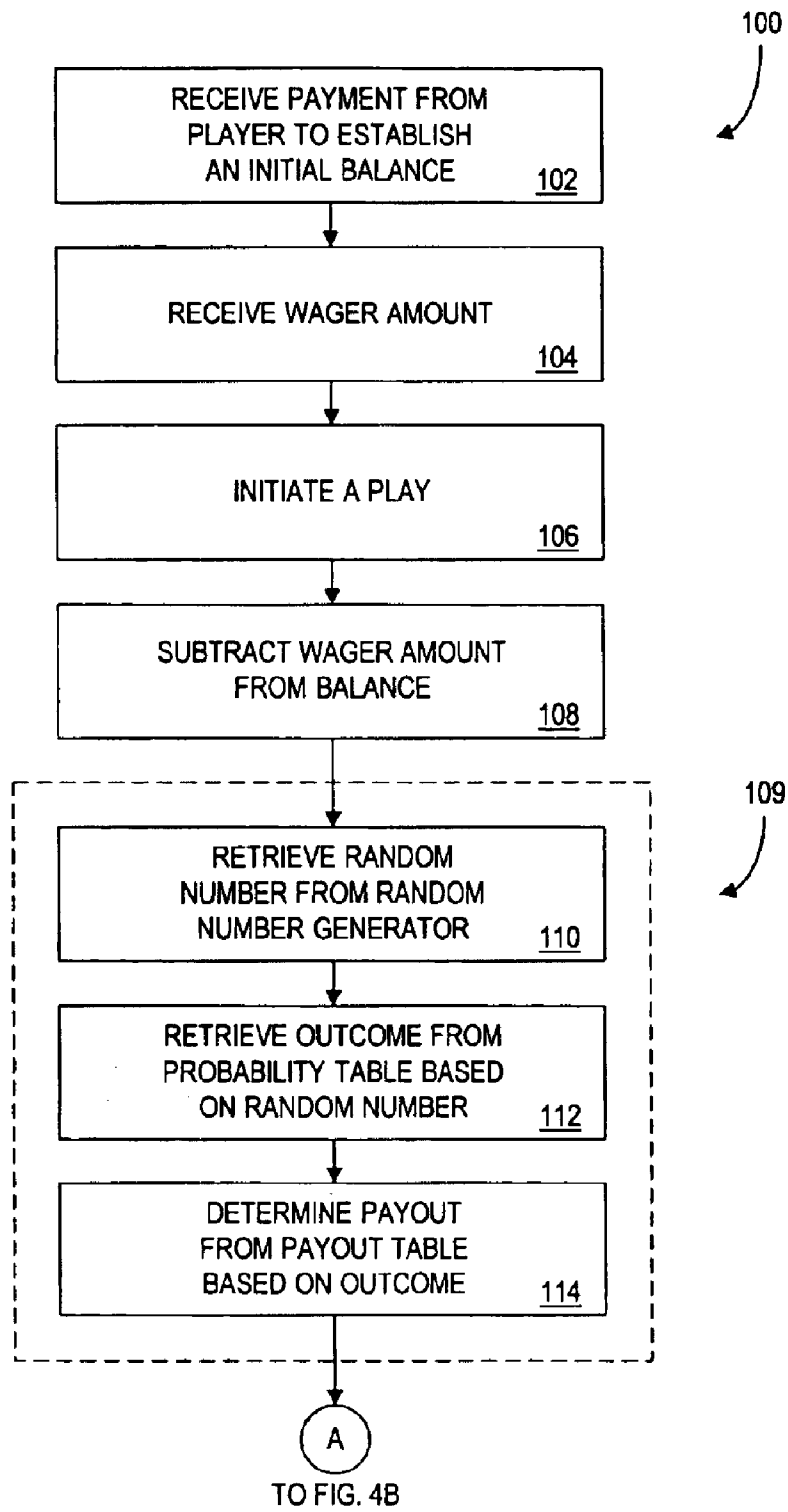 100
RECEIVE PAYMENT FROM
PLAYER TO ESTABLISH
AN INITIAL BALANCE
102
RECEIVE WAGER AMOUNT
104
INITIATE A PLAY
106
SUBTRACT WAGER AMOUNT
FROM BALANCE
108
109
RETRIEVE RANDOM
NUMBER FROM RANDOM
NUMBER GENERATOR
110
RETRIEVE OUTCOME FROM
PROBABILITY TABLE BASED
ON RANDOM NUMBER
112
DETERMINE PAYOUT
FROM PAYOUT TABLE
BASED ON OUTCOME
114
A
TO FIG. 4B